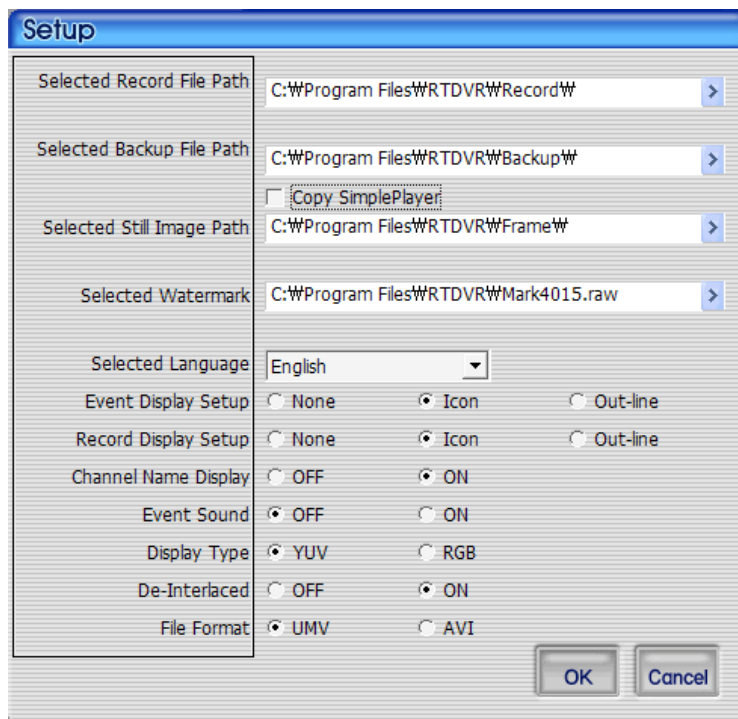 Setup
Selected Record File Path C:₩Program Files₩RTDVR₩Record₩ >
Selected Backup File Path C:₩Program Files₩RTDVR₩Backup₩ >
Copy SimplePlayer
Selected Still Image Path C:₩Program Files₩RTDVR₩Frame₩ >
Selected Watermark C:₩Program Files₩RTDVR₩Mark4015.raw >
Selected Language English
Event Display Setup None Icon Out-line
Record Display Setup None Icon Out-line
Channel Name Display OFF ON
Event Sound OFF ON
Display Type YUV RGB
De-Interlaced OFF ON
File Format UMV AVI
OK Cancel